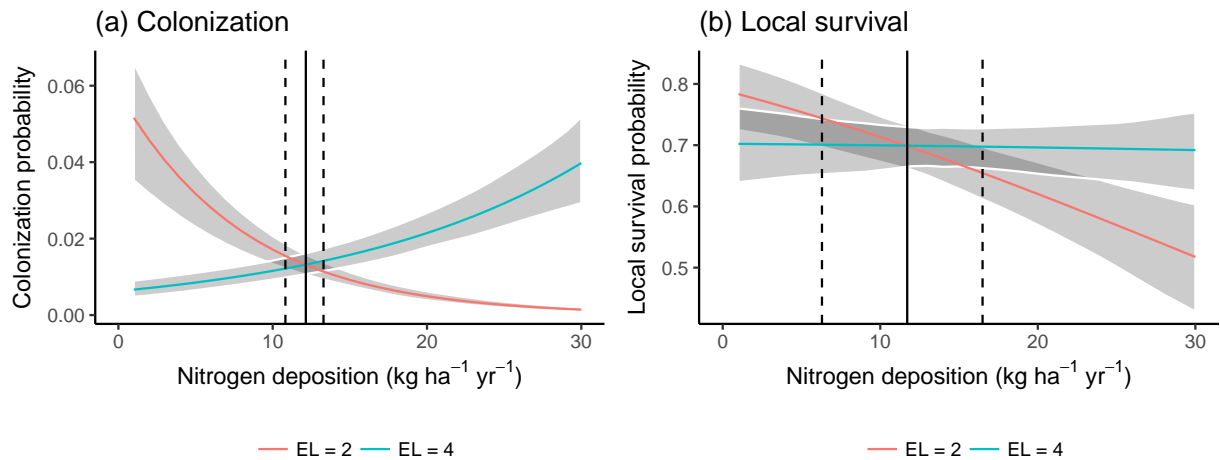 (a) Colonization
Colonization probability
0.06
0.04
0.02
0.00
0
10
20
30
Nitrogen deposition (kg ha⁻¹ yr⁻¹)
EL = 2 EL = 4
(b) Local survival
Local survival probability
0.8
0.7
0.6
0.5
0
10
20
30
Nitrogen deposition (kg ha⁻¹ yr⁻¹)
EL = 2 EL = 4